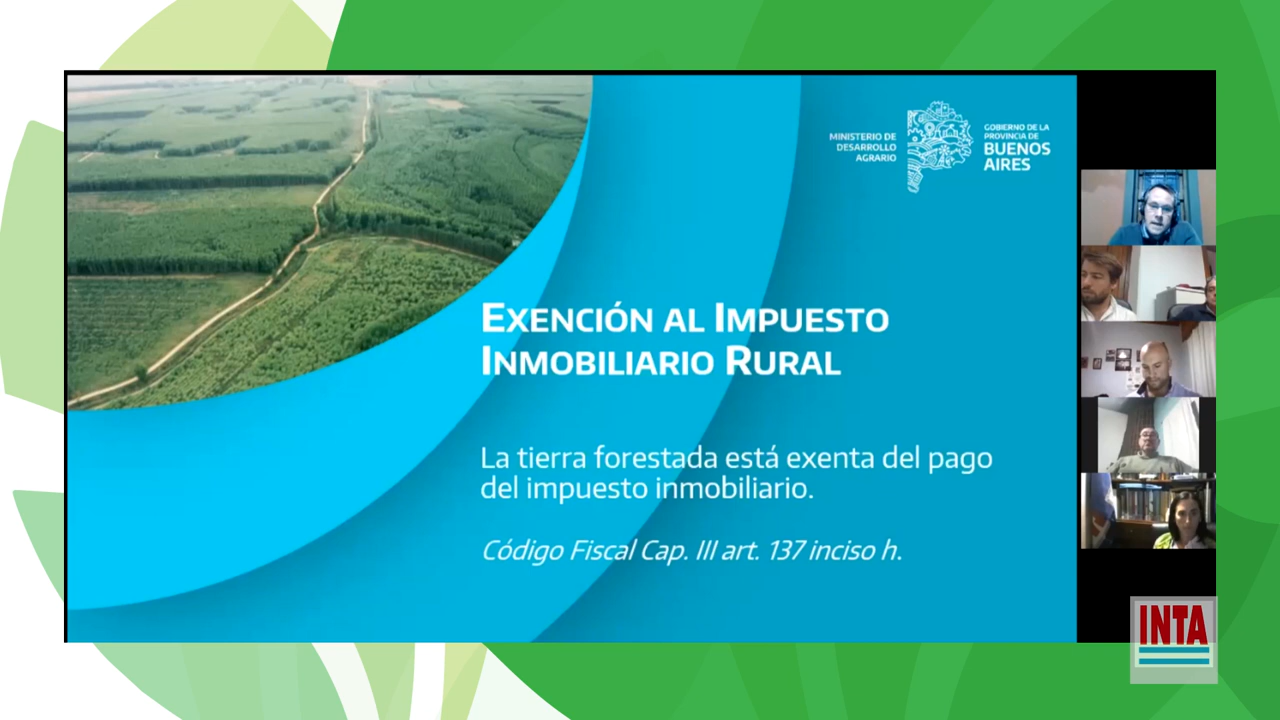 MINISTERIO DE
DESARROLLO
AGRARIO
GOBIERNO DE LA
PROVINCIA DE
BUENOS
AIRES
EXENCIÓN AL IMPUESTO
INMOBILIARIO RURAL
La tierra forestada está exenta del pago
del impuesto inmobiliario.
Código Fiscal Cap. III art. 137 inciso h.
INTA